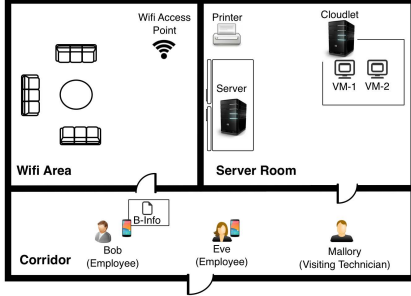 Wifi Access
Point
Printer
Cloudlet
Server
VM-1 VM-2
Wifi Area
Server Room
B-Info
Bob
(Employee)
Eve
(Employee)
Mallory
(Visiting Technician)
Corridor